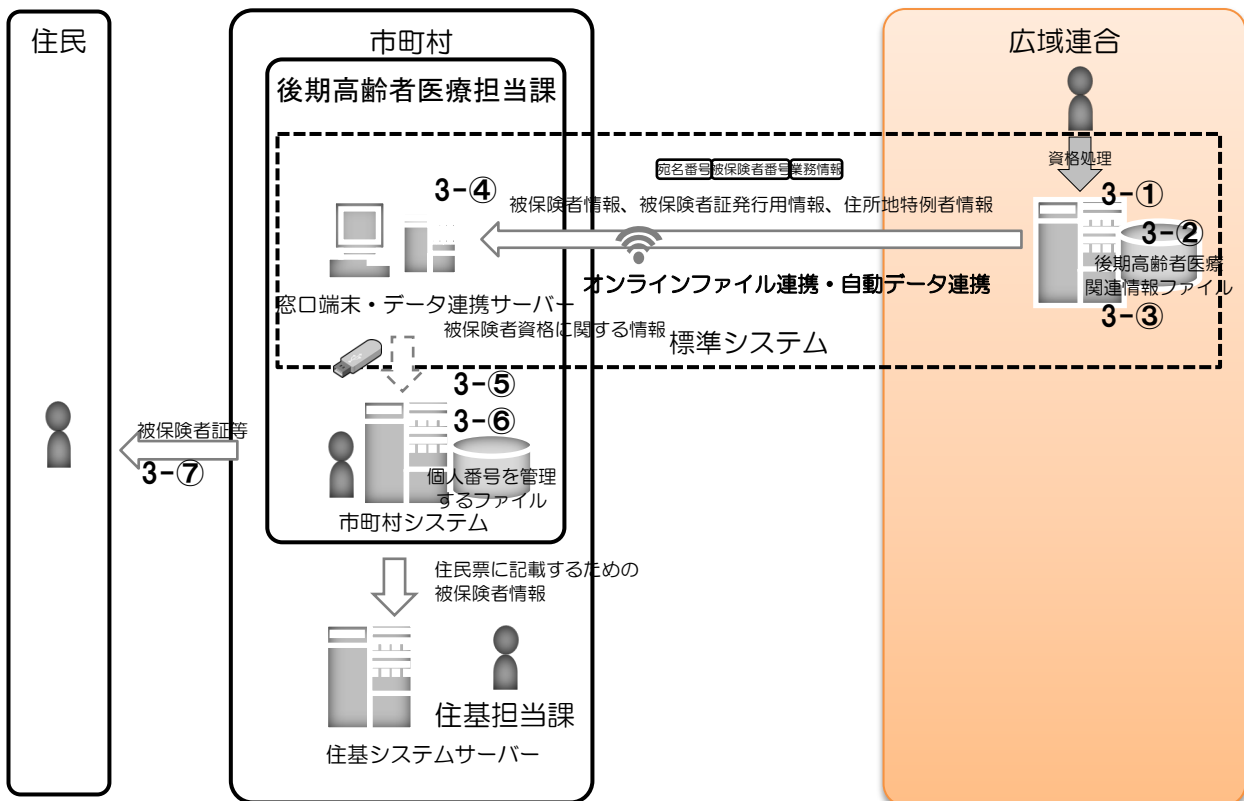 住民
市町村
広域連合
後期高齢者医療担当課
資格処理
宛名番号 被保険者番号 業務情報
3-①
3-④
被保険者情報、被保険者証発行用情報、住所地特例者情報
3-②
後期高齢者医療
関連情報ファイル
オンラインファイル連携・自動データ連携
窓口端末・データ連携サーバー
3-③
被保険者資格に関する情報
標準システム
3-⑤
3-⑥
被保険者証等
3-⑦
個人番号を管理
するファイル
市町村システム
住民票に記載するための
被保険者情報
住基担当課
住基システムサーバー